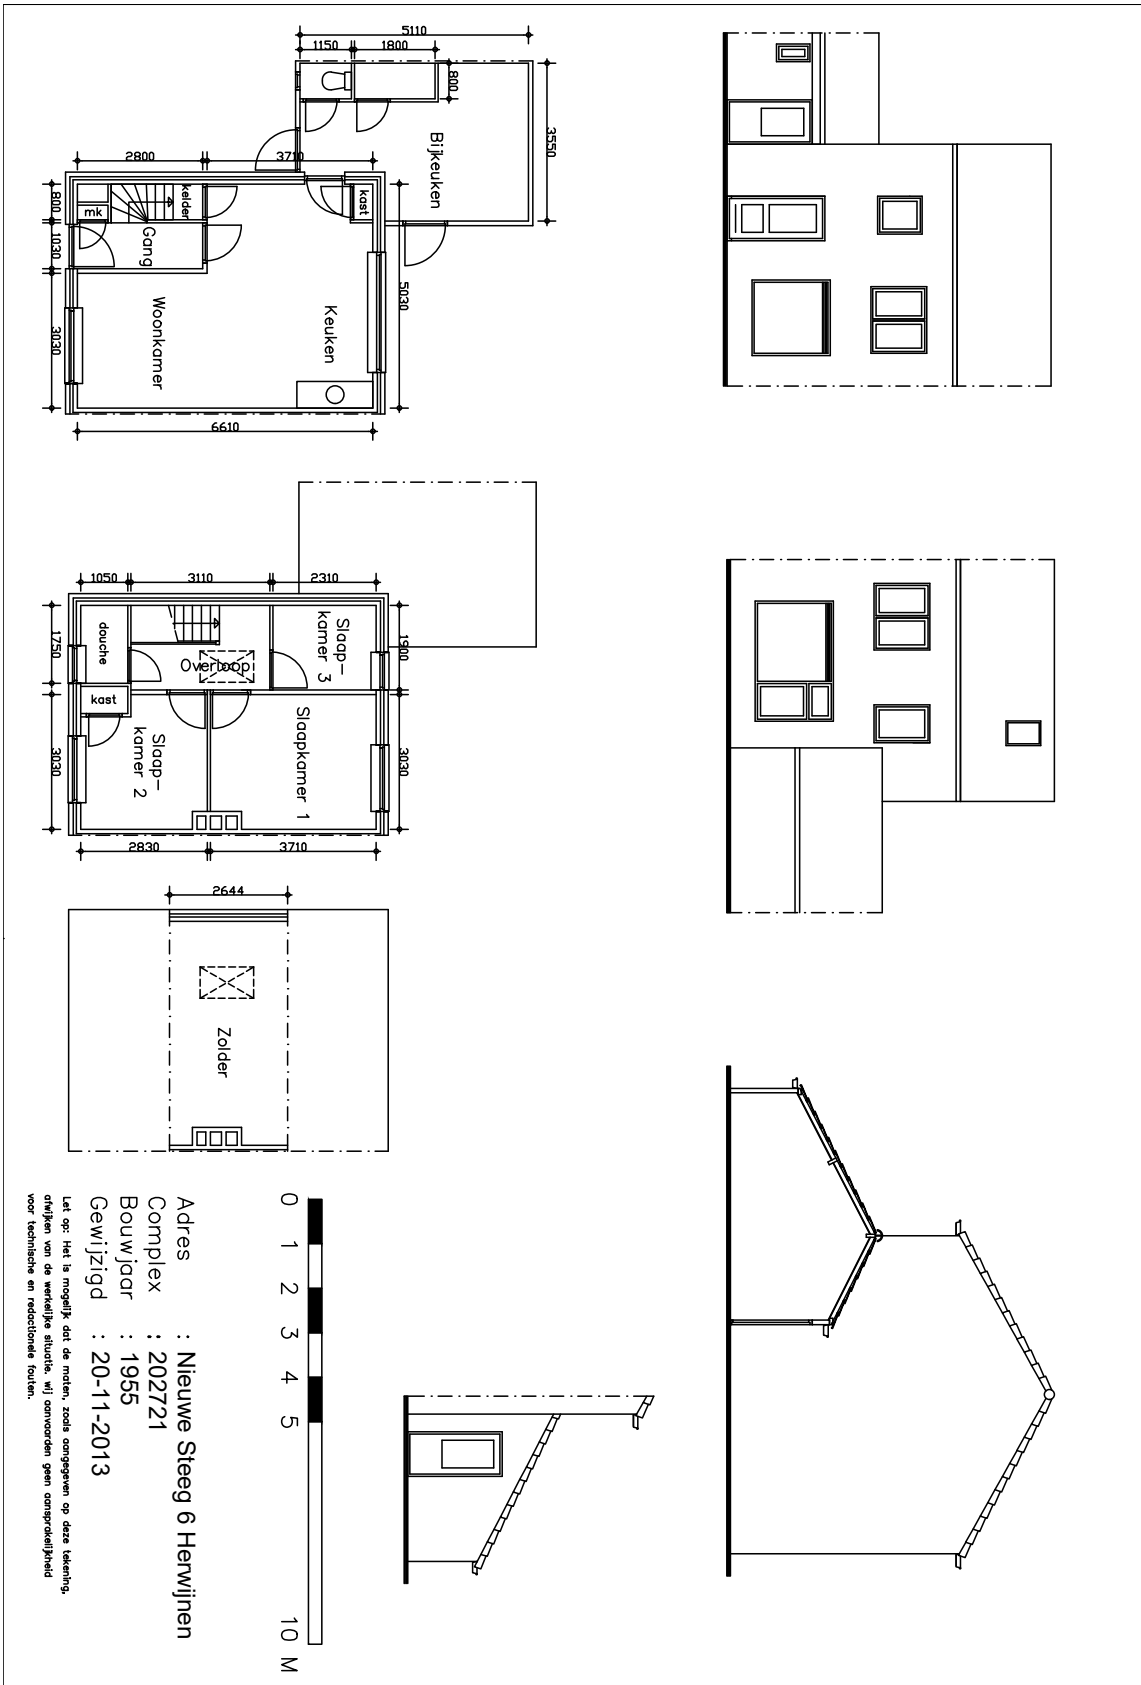 5110
1150
1800
800
3550
Bijkeuken
2800
3710
800
1030
3030
kelder
mk
Gang
kast
5030
Woonkamer
Keuken
6610
1050
3110
2310
1750
3030
douche
Overloop
Slaap-
kamer 3
1900
kast
Slaap-
kamer 2
Slaapkamer 1
3030
2830
3710
2644
Zolder
0 1 2 3 4 5 10 M
Adres : Nieuwe Steeg 6 Herwijnen
Complex : 202721
Bouwjaar : 1955
Gewijzigd : 20-11-2013
Let op: Het is mogelijk dat de maten, zoals aangegeven op deze tekening,
afwijken van de werkelijke situatie. wij aanvaarden geen aansprakelijkheid
voor technische en redactionele fouten.